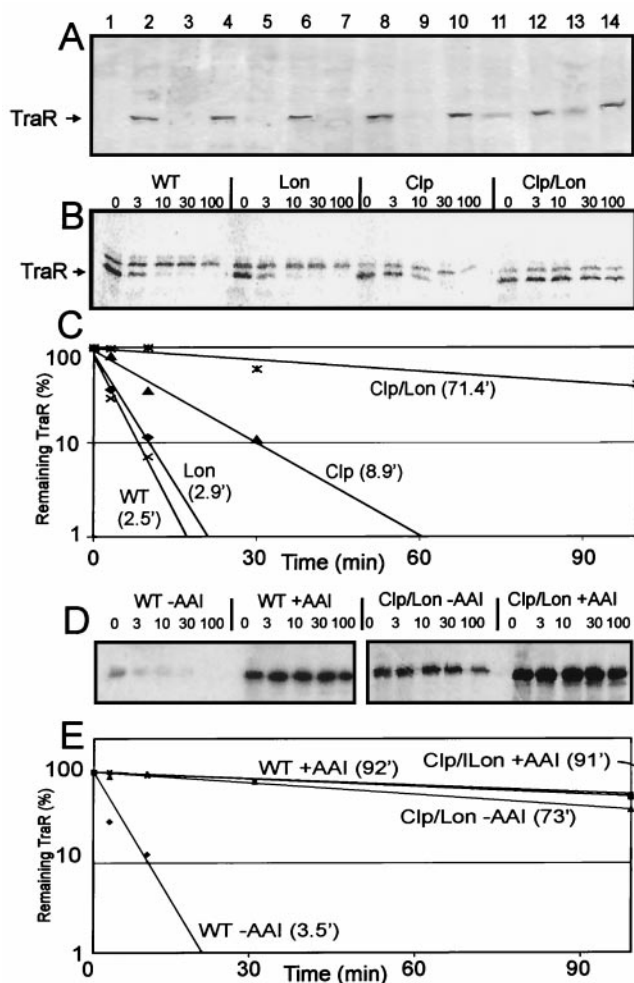 A 1 2 3 4 5 6 7 8 9 10 11 12 13 14
TraR
WT Lon Clp Clp/Lon
B 0 3 10 30 100 0 3 10 30 100 0 3 10 30 100 0 3 10 30 100
TraR
C
Remaining TraR (%)
100
10
1
Clp/Lon (71.4')
Lon
(2.9')
Clp (8.9')
WT
(2.5')
0 30 60 90
Time (min)
D WT -AAI WT +AAI Clp/Lon -AAI Clp/Lon +AAI
0 3 10 30 100 0 3 10 30 100 0 3 10 30 100 0 3 10 30 100
E
Remaining TraR (%)
100
10
1
WT +AAI (92')
Clp/lLon +AAI (91')
Clp/Lon -AAI (73')
WT -AAI (3.5')
0 30 60 90
Time (min)